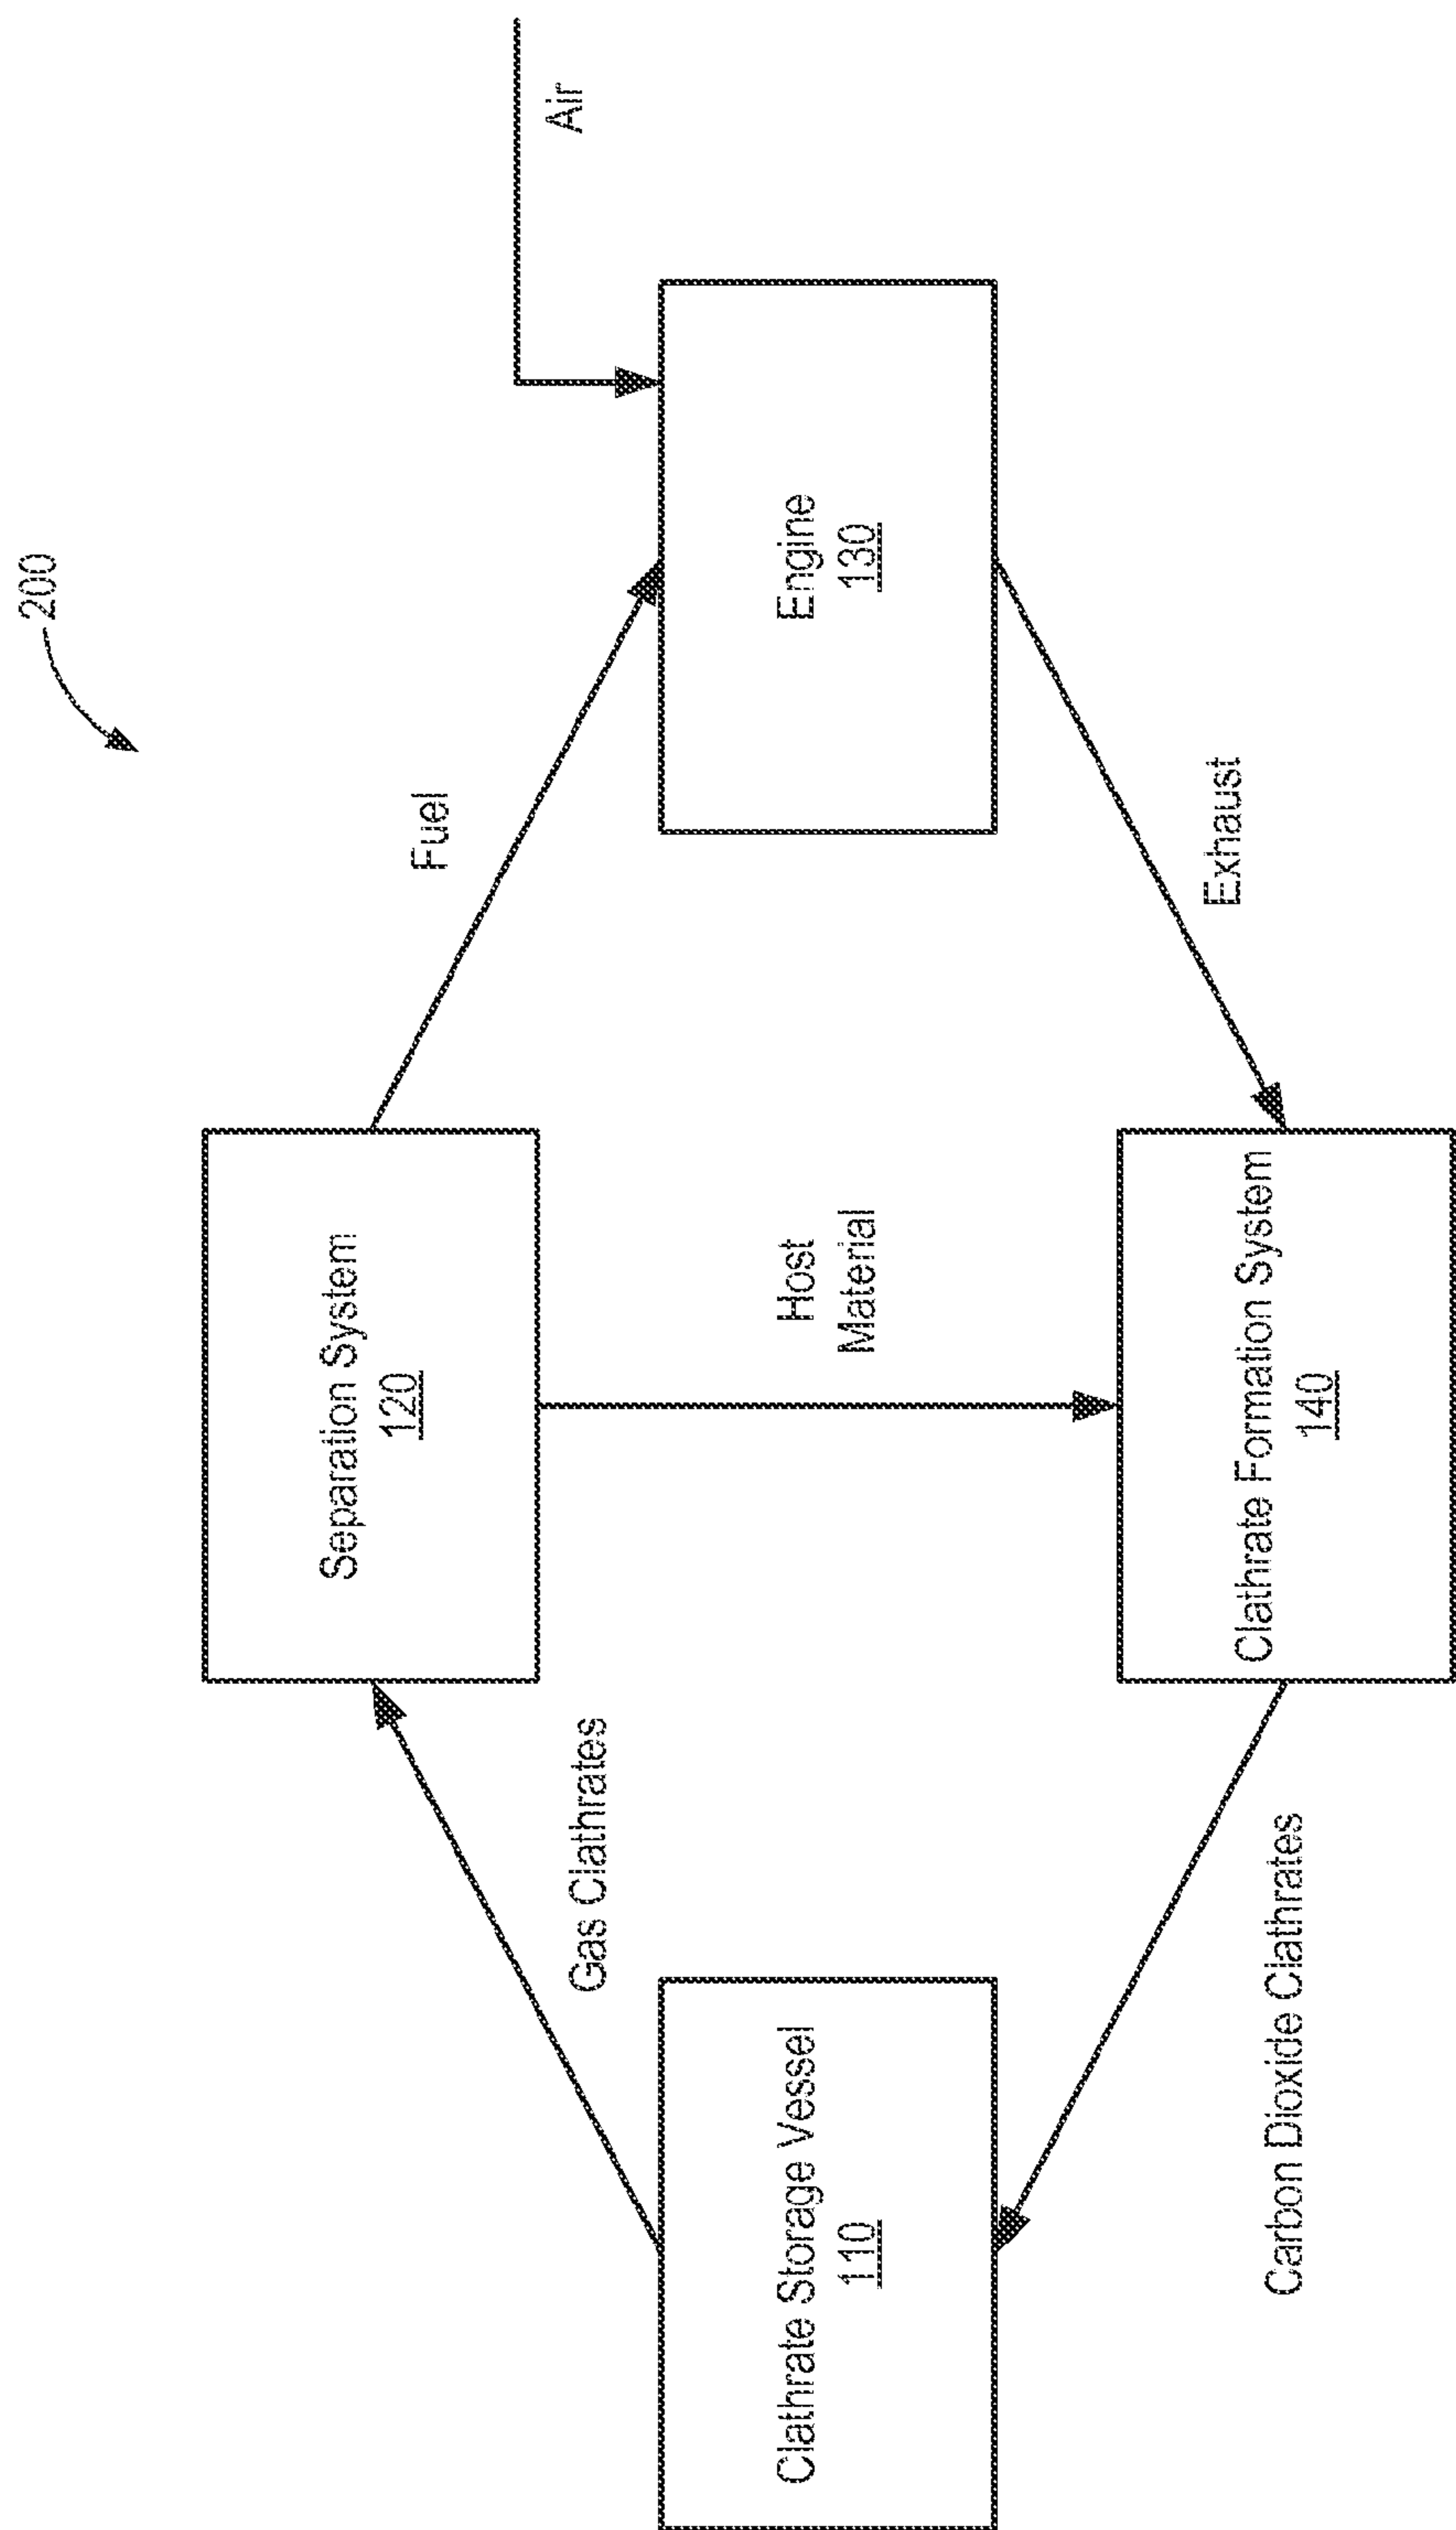 200
Air
Fuel
Separation System
120
Engine
130
Gas Clathrates
Host
Material
Clathrate Storage Vessel
110
Exhaust
Clathrate Formation System
140
Carbon Dioxide Clathrates